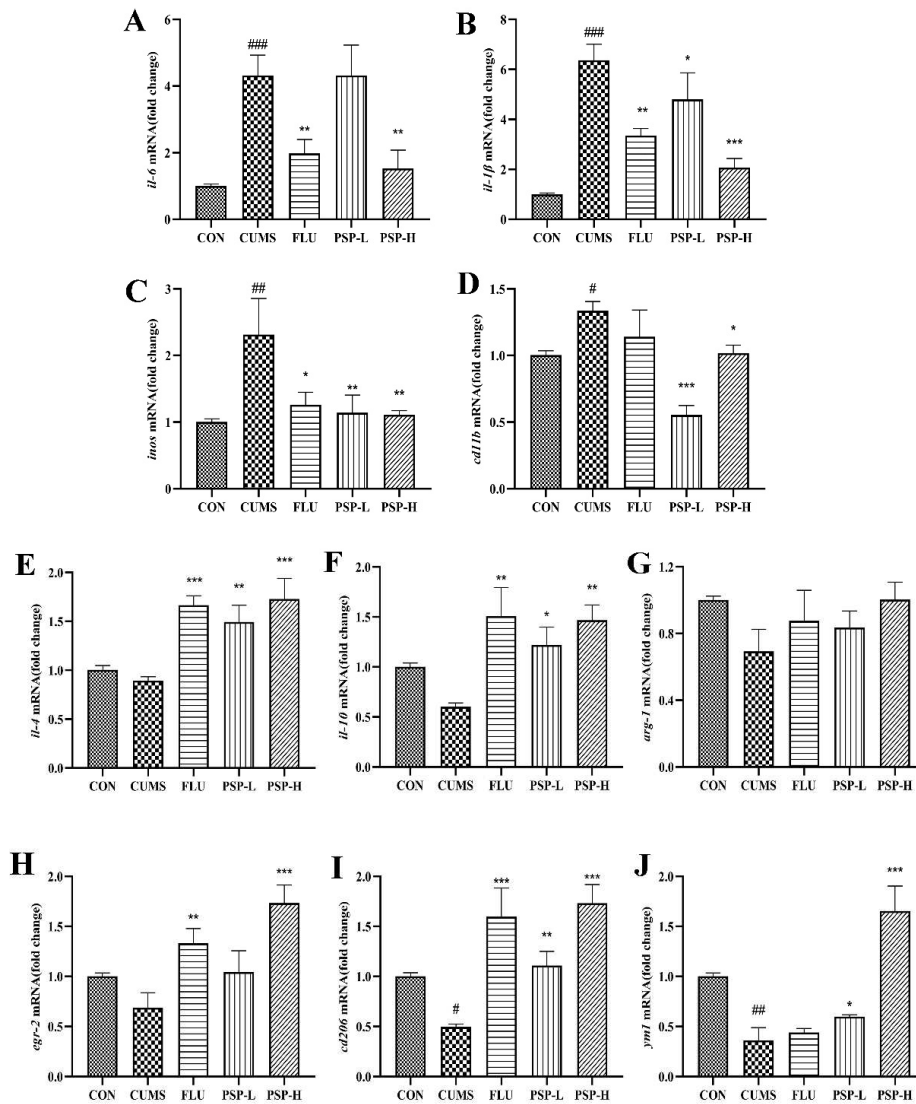 A
il-6 mRNA(fold change)
6
4
2
0
###
**
**
CON CUMS FLU PSP-L PSP-H
B
il-1β mRNA(fold change)
8
6
4
2
0
###
**
*
***
CON CUMS FLU PSP-L PSP-H
C
inos mRNA(fold change)
3
2
1
0
##
*
**
**
CON CUMS FLU PSP-L PSP-H
D
cd11b mRNA(fold change)
1.5
1.0
0.5
0.0
#
***
*
CON CUMS FLU PSP-L PSP-H
E
il-4 mRNA(fold change)
2.0
1.5
1.0
0.5
0.0
***
**
***
CON CUMS FLU PSP-L PSP-H
F
il-10 mRNA(fold change)
2.0
1.5
1.0
0.5
0.0
**
*
**
CON CUMS FLU PSP-L PSP-H
G
arg-1 mRNA(fold change)
1.2
0.9
0.6
0.3
0.0
CON CUMS FLU PSP-L PSP-H
H
egr-2 mRNA(fold change)
2.0
1.5
1.0
0.5
0.0
**
***
CON CUMS FLU PSP-L PSP-H
I
cd206 mRNA(fold change)
2.0
1.5
1.0
0.5
0.0
#
***
**
***
CON CUMS FLU PSP-L PSP-H
J
ym1 mRNA(fold change)
2.0
1.5
1.0
0.5
0.0
##
*
***
CON CUMS FLU PSP-L PSP-H